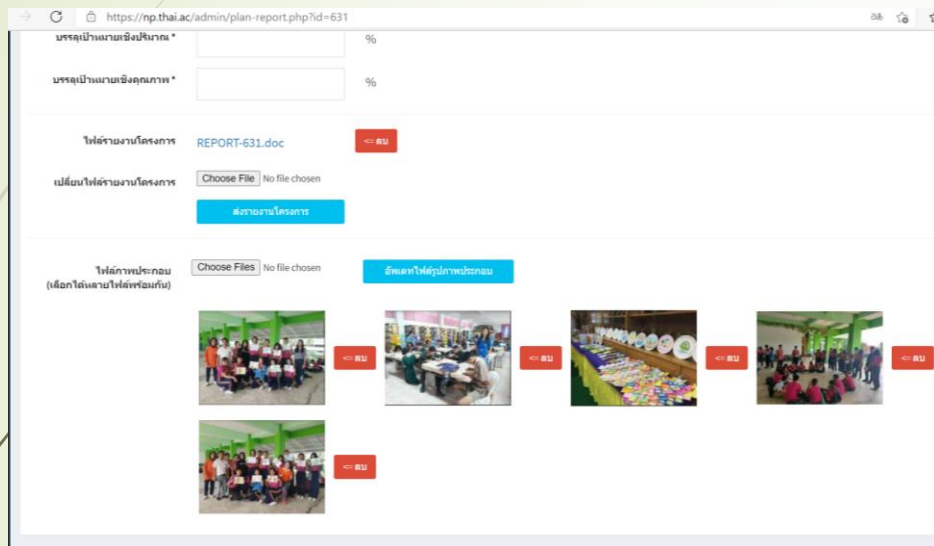 https://np.thai.ac/admin/plan-report.php?id=631
บรรลุเป้าหมายเชิงปริมาณ *
%
บรรลุเป้าหมายเชิงคุณภาพ *
%
ไฟล์รายงานโครงการ
REPORT-631.doc
<= ลบ
เปลี่ยนไฟล์รายงานโครงการ
Choose File No file chosen
ส่งรายงานโครงการ
ไฟล์ภาพประกอบ
(เลือกได้หลายไฟล์พร้อมกัน)
Choose Files No file chosen
อัพเดทไฟล์รูปภาพประกอบ
<= ลบ
<= ลบ
<= ลบ
<= ลบ
<= ลบ